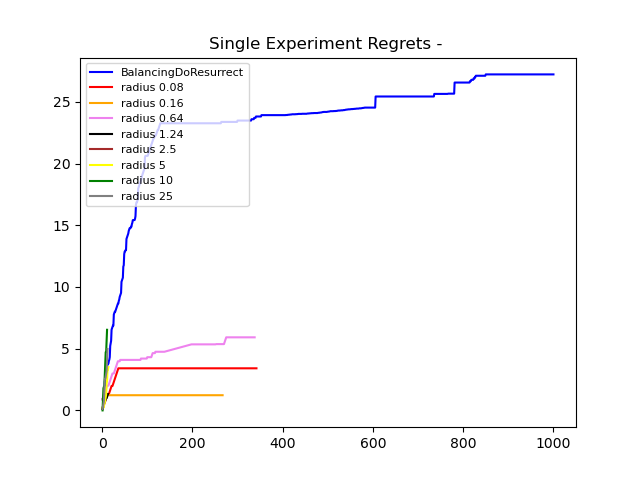 Single Experiment Regrets -
BalancingDoResurrect
radius 0.08
radius 0.16
radius 0.64
radius 1.24
radius 2.5
radius 5
radius 10
radius 25
25
20
15
10
5
0
0 200 400 600 800 1000